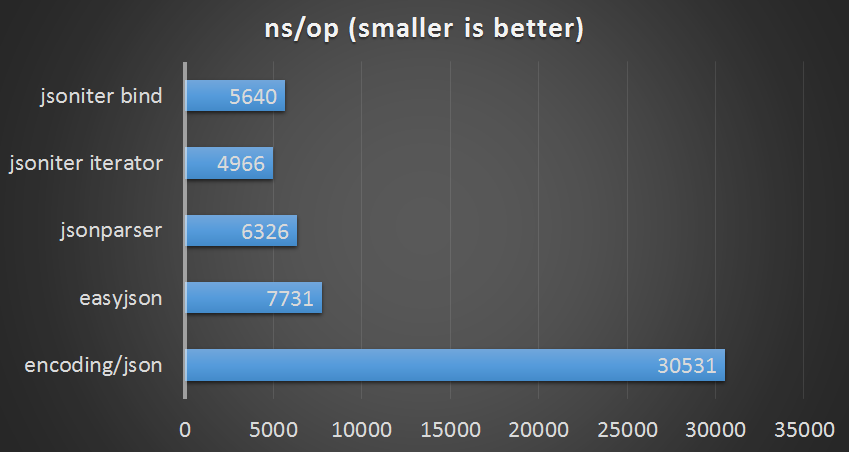 ns/op (smaller is better)
jsoniter bind 5640
jsoniter iterator 4966
jsonparser 6326
easyjson 7731
encoding/json 30531
0 5000 10000 15000 20000 25000 30000 35000